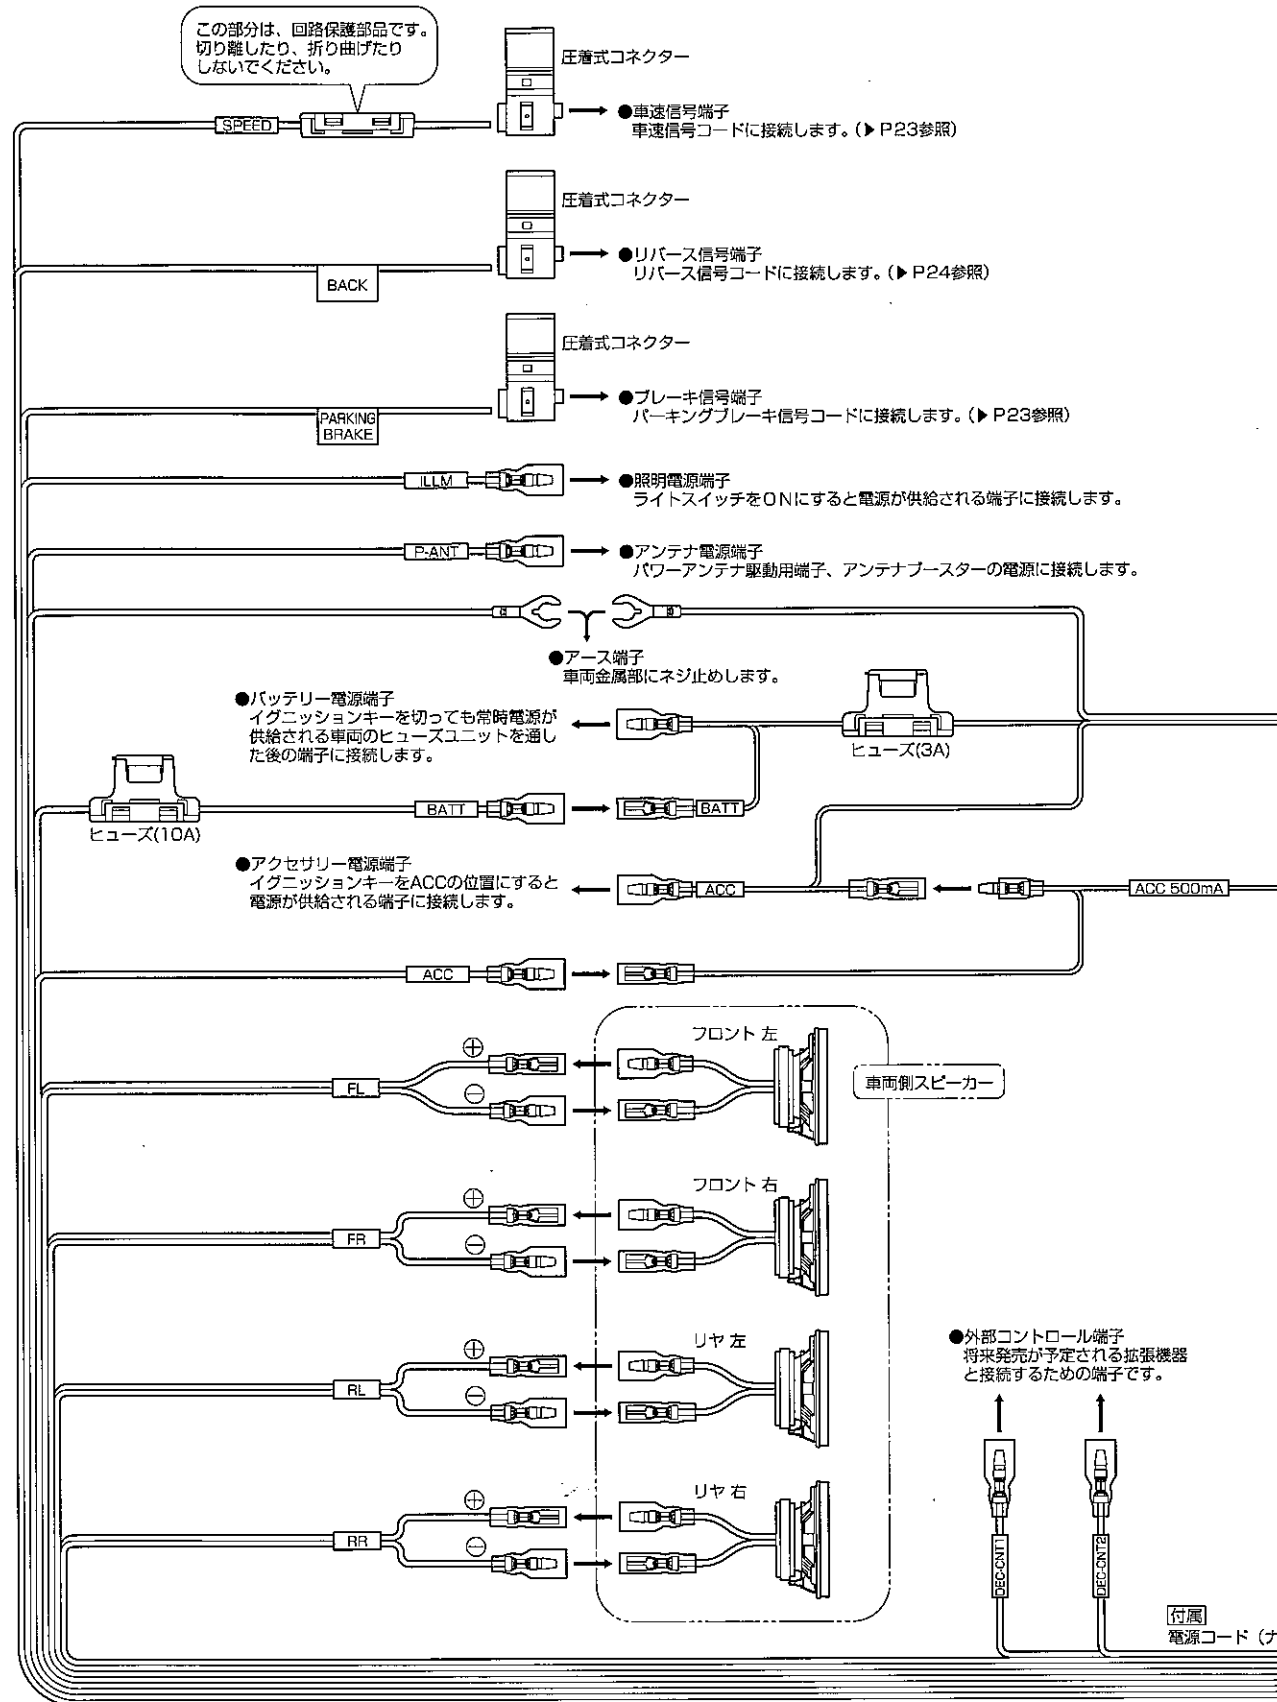 この部分は、回路保護部品です。
切り離したり、折り曲げたり
しないでください。
圧着式コネクター
SPEED
●車速信号端子
車速信号コードに接続します。(▶P23参照)
圧着式コネクター
BACK
●リバース信号端子
リバース信号コードに接続します。(▶P24参照)
圧着式コネクター
PARKING
BRAKE
●ブレーキ信号端子
パーキングブレーキ信号コードに接続します。(▶P23参照)
ILLM
●照明電源端子
ライトスイッチをONにすると電源が供給される端子に接続します。
P-ANT
●アンテナ電源端子
パワーアンテナ駆動用端子、アンテナブースターの電源に接続します。
●アース端子
車両金属部にネジ止めします。
●バッテリー電源端子
イグニッションキーを切っても常時電源が
供給される車両のヒューズユニットを通し
た後の端子に接続します。
ヒューズ(3A)
BATT
BATT
ヒューズ(10A)
●アクセサリー電源端子
イグニッションキーをACCの位置にすると
電源が供給される端子に接続します。
ACC
ACC 500mA
ACC
フロント 左
⊕
FL
⊖
車両側スピーカー
フロント 右
⊕
FR
⊖
リヤ 左
⊕
RL
⊖
●外部コントロール端子
将来発売が予定される拡張機器
と接続するための端子です。
リヤ 右
⊕
RR
⊖
DEC-CNT1
DEC-CNT2
付属
電源コード(ナ